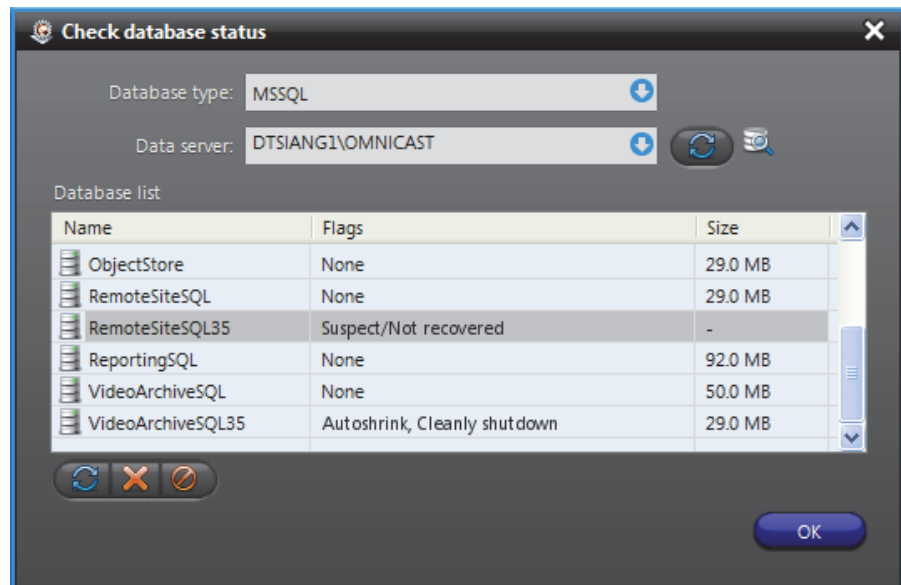 Check database status
Database type: MSSQL
Data server: DTSIANG1\OMNICAST
Database list
Name Flags Size
ObjectStore None 29.0 MB
RemoteSiteSQL None 29.0 MB
RemoteSiteSQL35 Suspect/Not recovered -
ReportingSQL None 92.0 MB
VideoArchiveSQL None 50.0 MB
VideoArchiveSQL35 Autoshrink, Cleanly shutdown 29.0 MB
OK